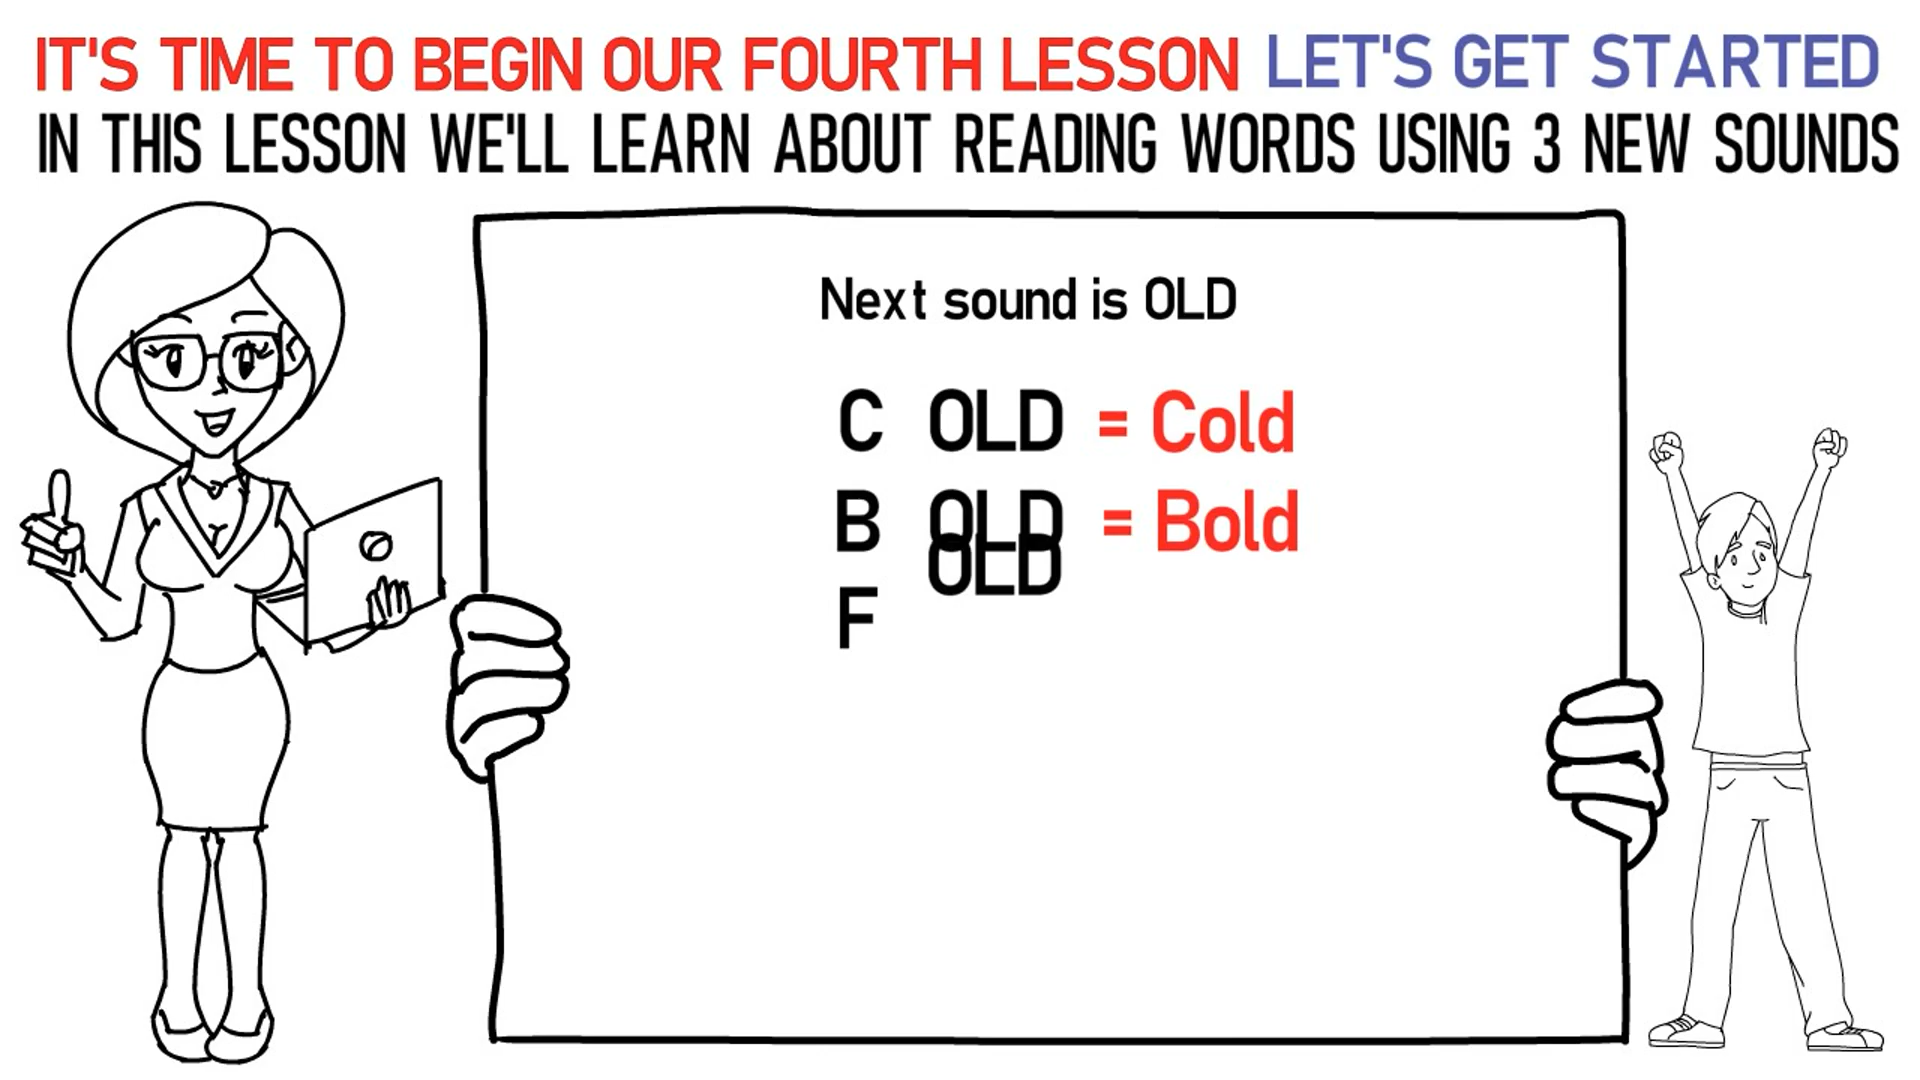 IT'S TIME TO BEGIN OUR FOURTH LESSON LET'S GET STARTED
IN THIS LESSON WE'LL LEARN ABOUT READING WORDS USING 3 NEW SOUNDS
Next sound is OLD
C OLD = Cold
B OLD = Bold
OLD
F